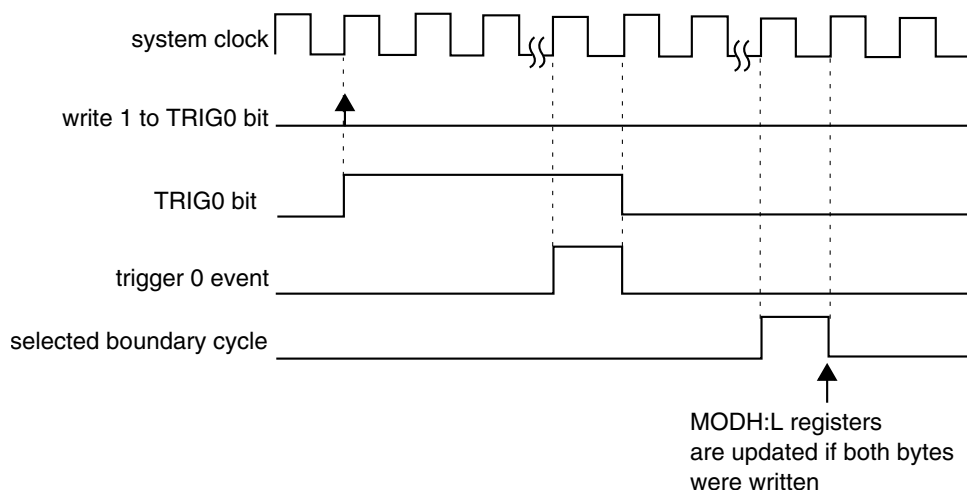 system clock
write 1 to TRIG0 bit
TRIG0 bit
trigger 0 event
selected boundary cycle
MODH:L registers
are updated if both bytes
were written